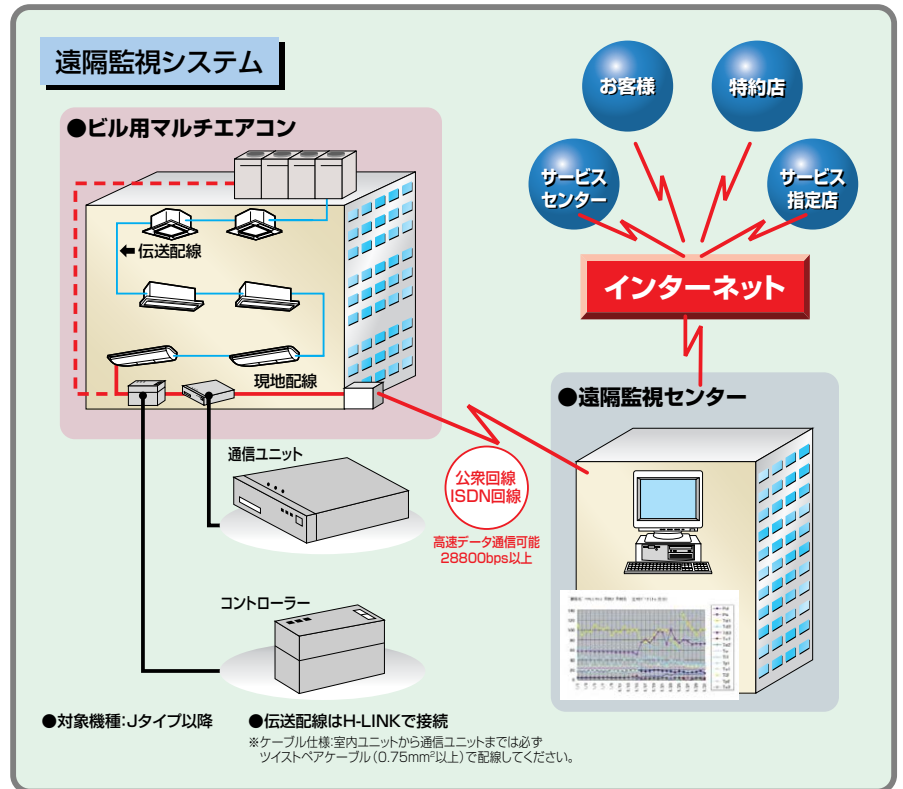 遠隔監視システム
●ビル用マルチエアコン
伝送配線
現地配線
お客様
特約店
サービス
センター
サービス
指定店
インターネット
●遠隔監視センター
公衆回線
ISDN回線
高速データ通信可能
28800bps以上
通信ユニット
コントローラー
●対象機種:Jタイプ以降
●伝送配線はH-LINKで接続
※ケーブル仕様:室内ユニットから通信ユニットまでは必ず
ツイストペアケーブル(0.75mm²以上)で配線してください。